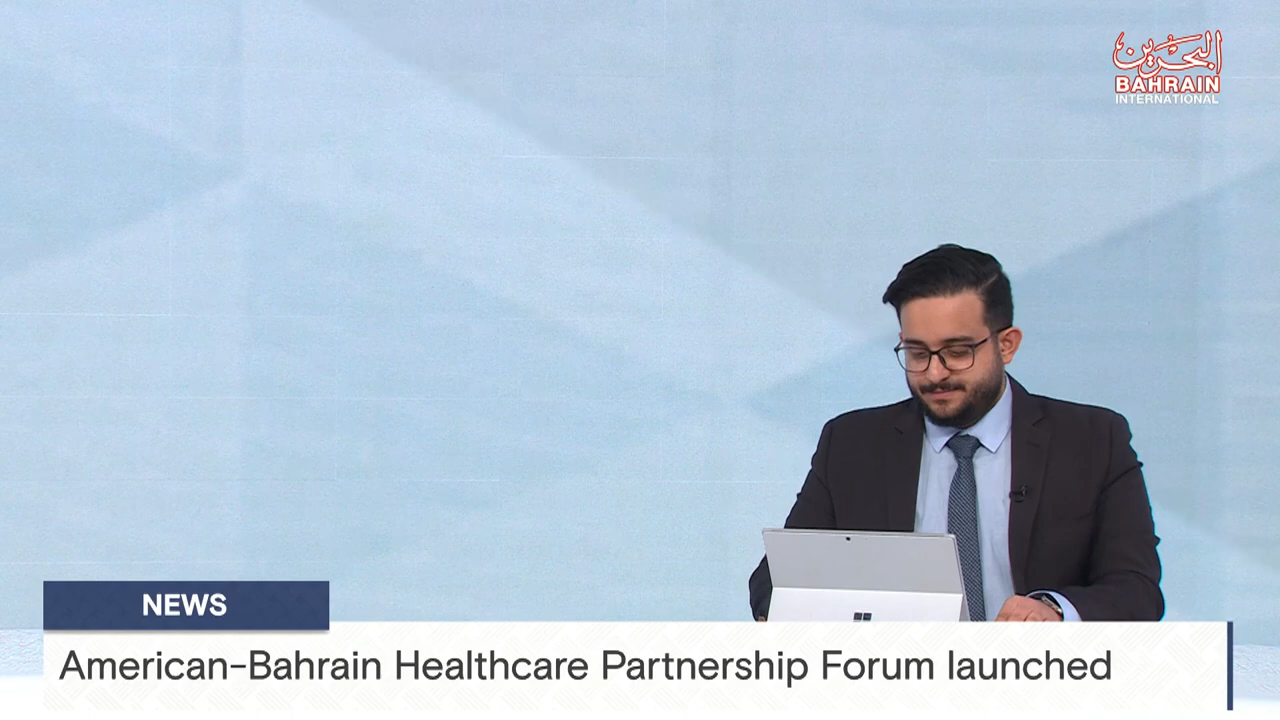 البحرين
BAHRAIN
INTERNATIONAL
NEWS
American-Bahrain Healthcare Partnership Forum launched